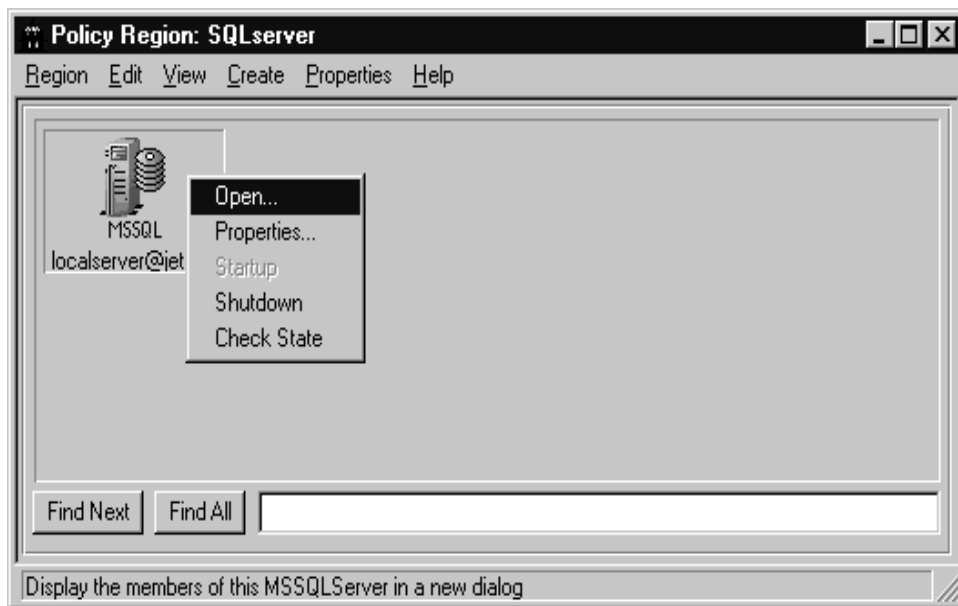 Policy Region: SQLserver
Region Edit View Create Properties Help
MSSQL
localserver@jet
Open...
Properties...
Startup
Shutdown
Check State
Find Next Find All
Display the members of this MSSQLServer in a new dialog